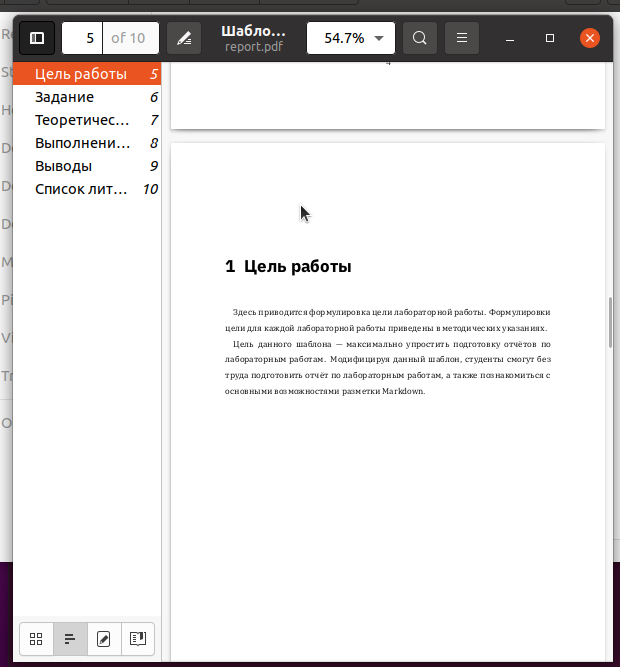 5 of 10
Шабло...
report.pdf
54.7%
Цель работы 5
Задание 6
Теоретичес... 7
Выполнени... 8
Выводы 9
Список лит... 10
1 Цель работы
Здесь приводится формулировка цели лабораторной работы. Формулировки
цели для каждой лабораторной работы приведены в методических указаниях.
Цель данного шаблона — максимально упростить подготовку отчётов по
лабораторным работам. Модифицируя данный шаблон, студенты смогут без
труда подготовить отчёт по лабораторным работам, а также познакомиться с
основными возможностями разметки Markdown.